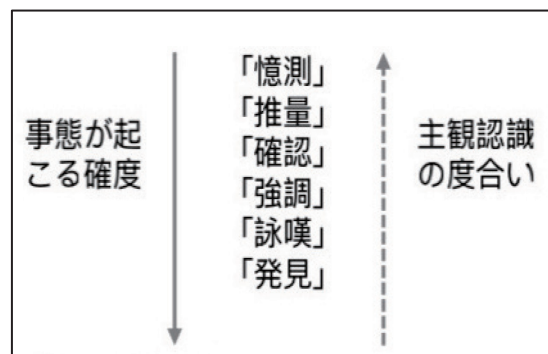 事態が起
こる確度
「憶測」
「推量」
「確認」
「強調」
「詠嘆」
「発見」
主観認識
の度合い